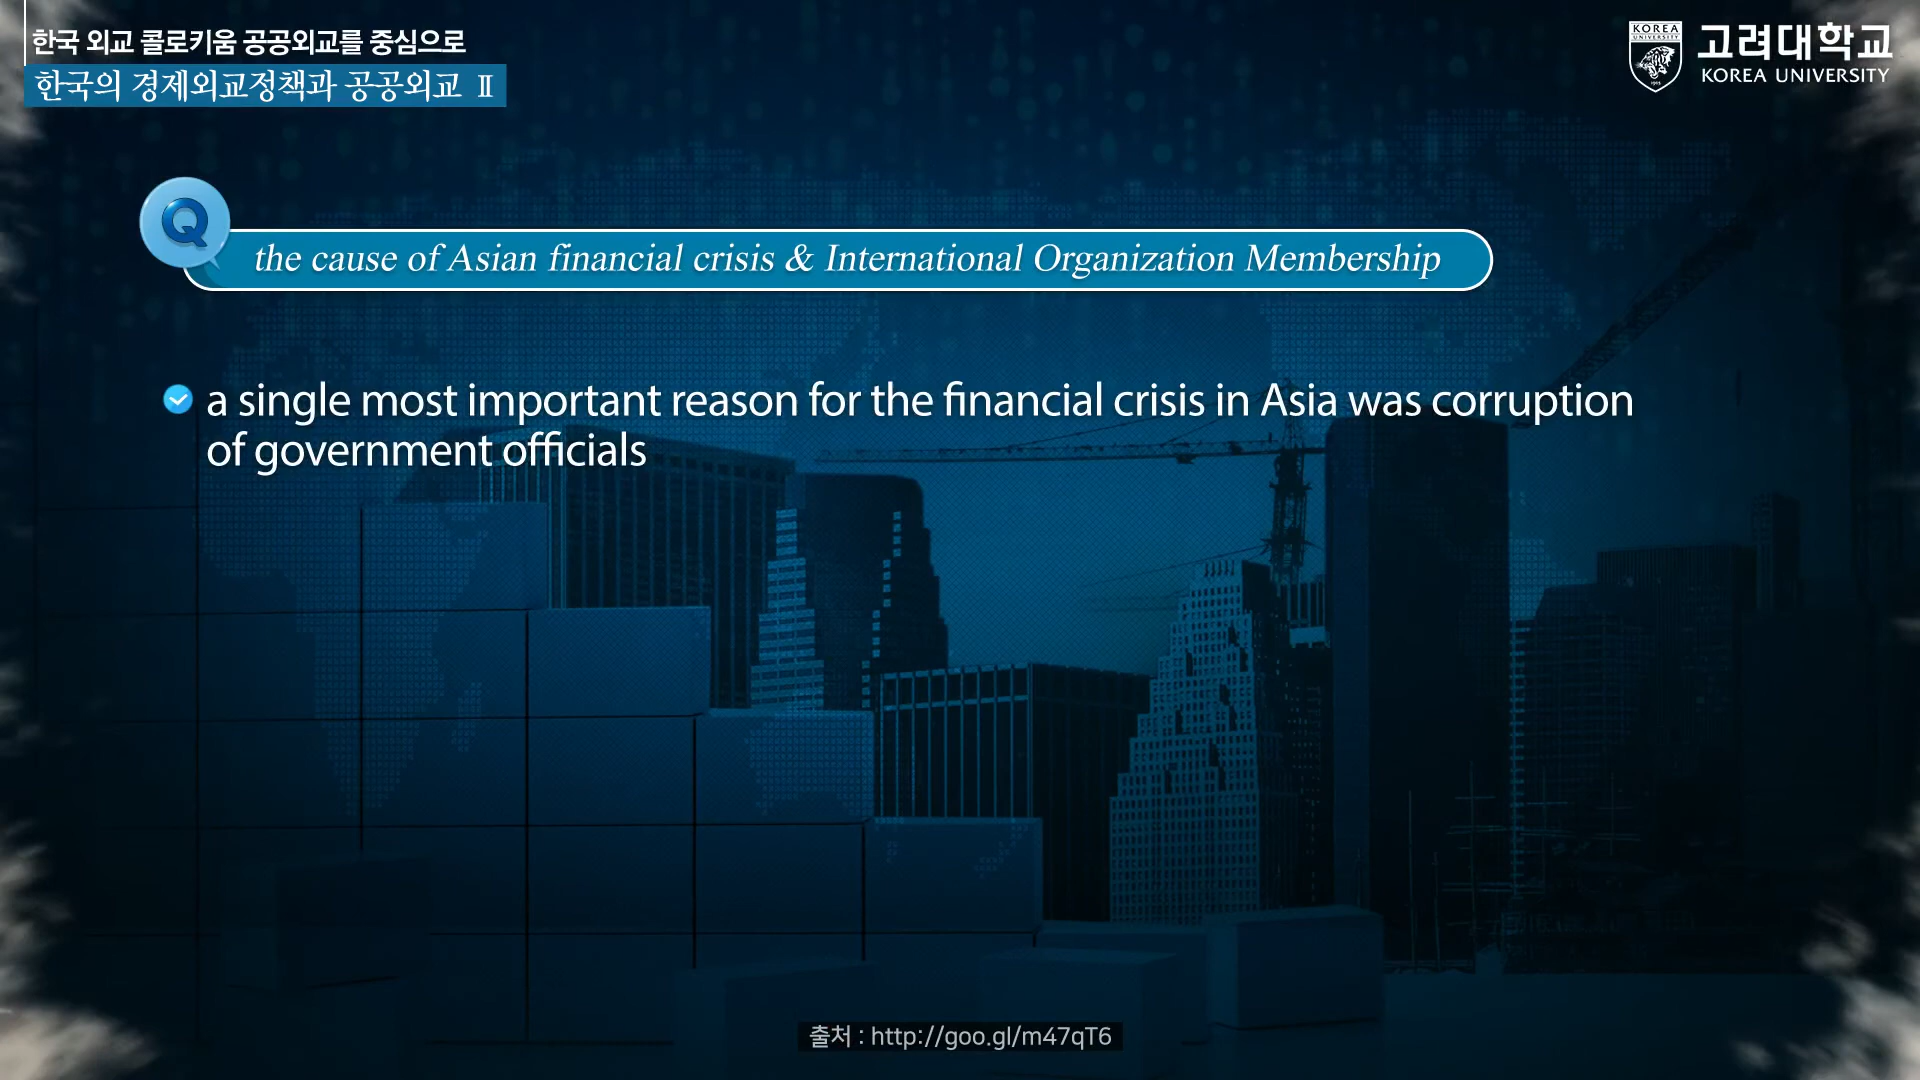 한국 외교 콜로키움 공공외교를 중심으로
한국의 경제외교정책과 공공외교 Ⅱ
KOREA
UNIVERSITY
고려대학교
KOREA UNIVERSITY
Q
the cause of Asian financial crisis & International Organization Membership
a single most important reason for the financial crisis in Asia was corruption
of government officials
출처 : http://goo.gl/m47qT6